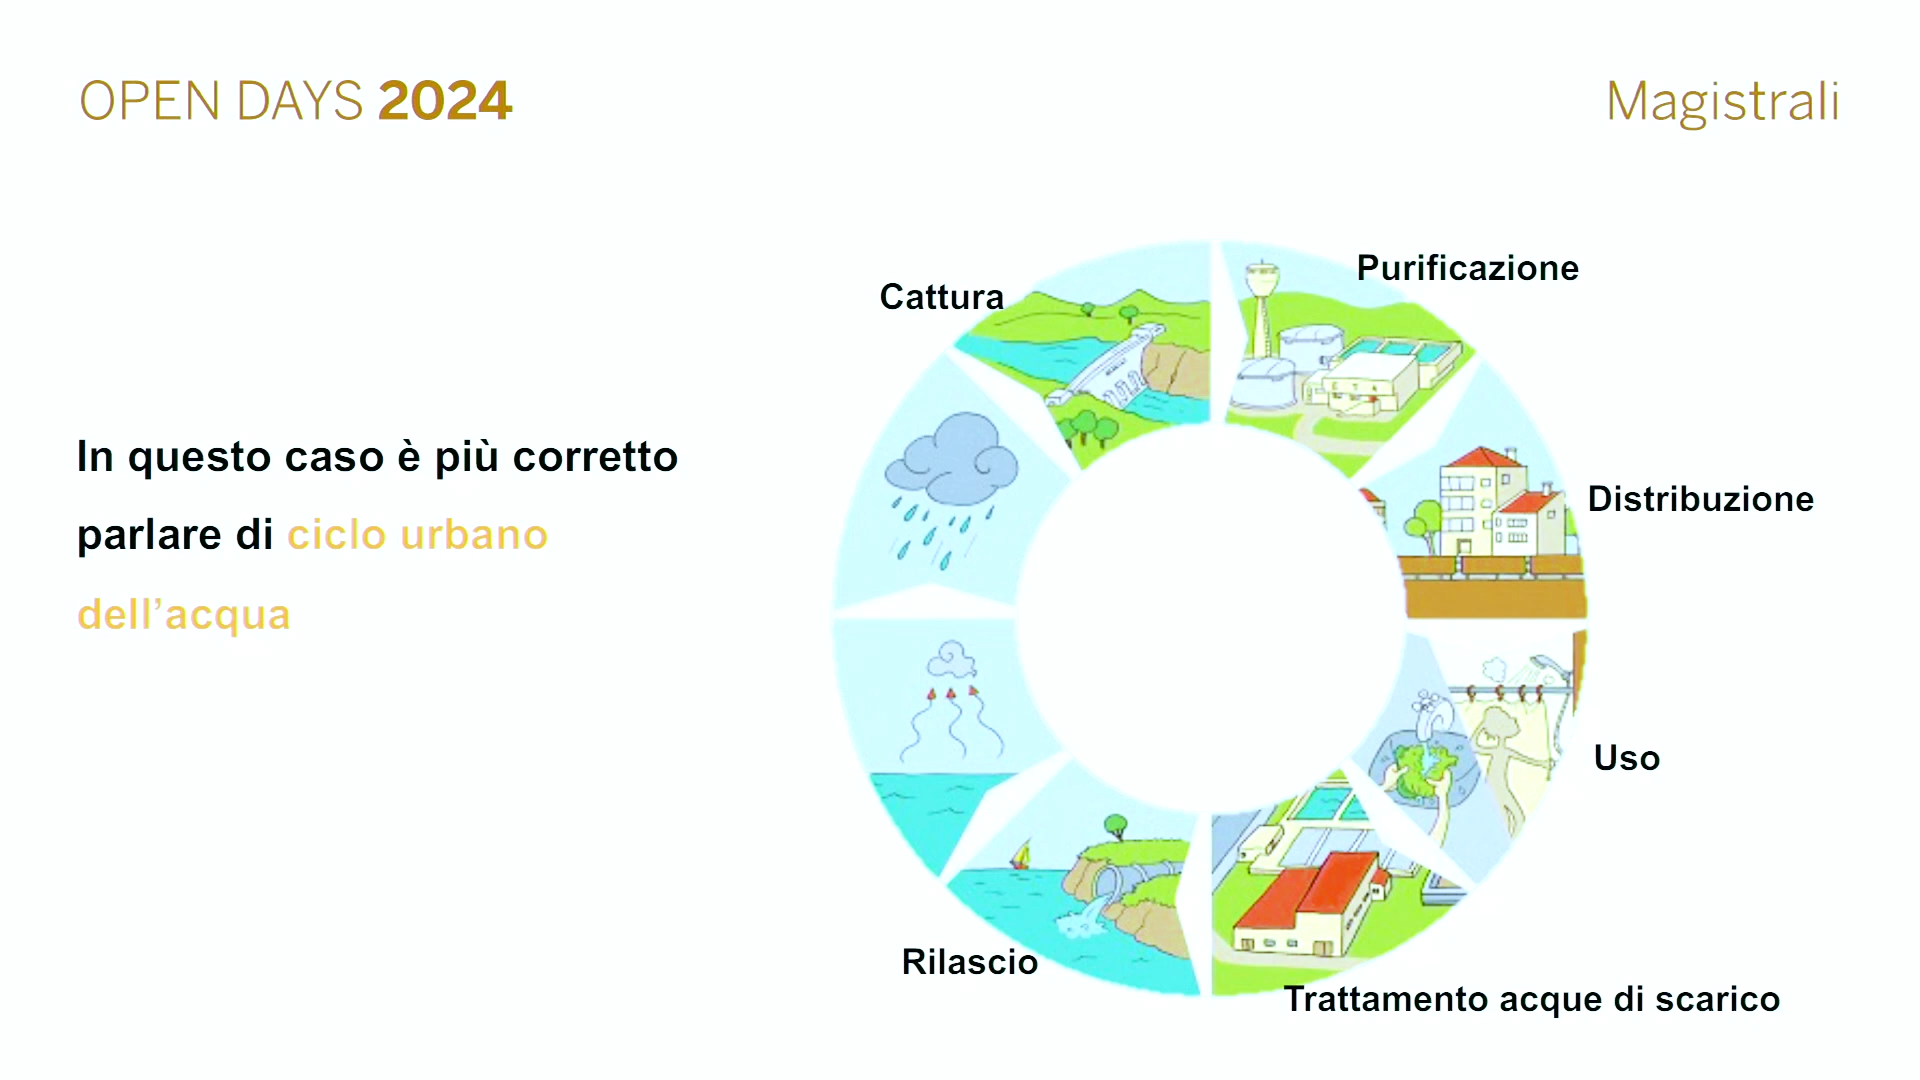 OPEN DAYS 2024
Magistrali
In questo caso è più corretto
parlare di ciclo urbano
dell’acqua
Cattura
Purificazione
Distribuzione
Uso
Trattamento acque di scarico
Rilascio
E T A